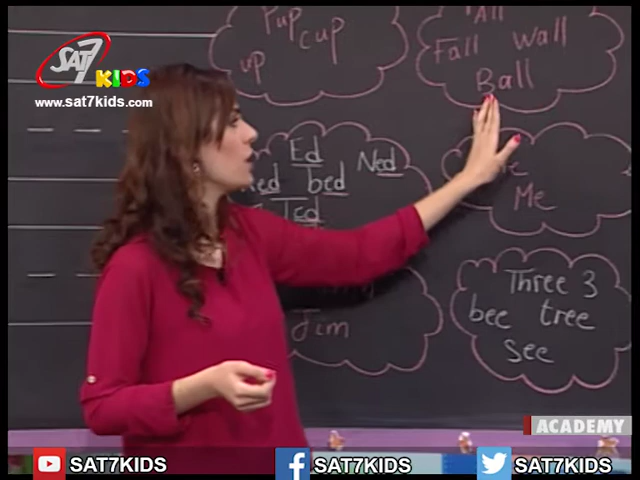 SAT7
KIDS
www.sat7kids.com
Pup
cup
up
All
Fall Wall
Ball
Ed
Ned
bed
Ted
Me
Jim
Three 3
bee tree
see
ACADEMY
SAT7KIDS
SAT7KIDS
SAT7KIDS